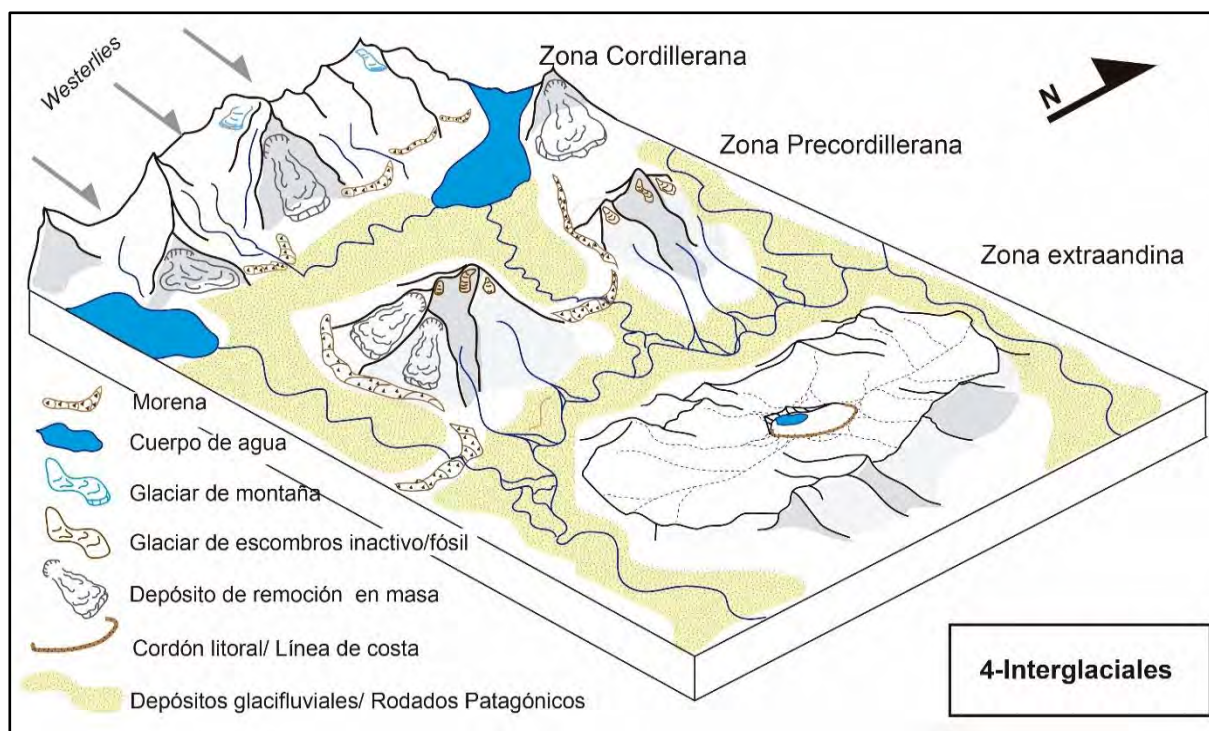 Westerlies
Zona Cordillerana
N
Zona Precordillerana
Zona extraandina
Morena
Cuerpo de agua
Glaciar de montaña
Glaciar de escombros inactivo/fósil
Depósito de remoción en masa
Cordón litoral/ Línea de costa
Depósitos glacifluviales/ Rodados Patagónicos
4-Interglaciales